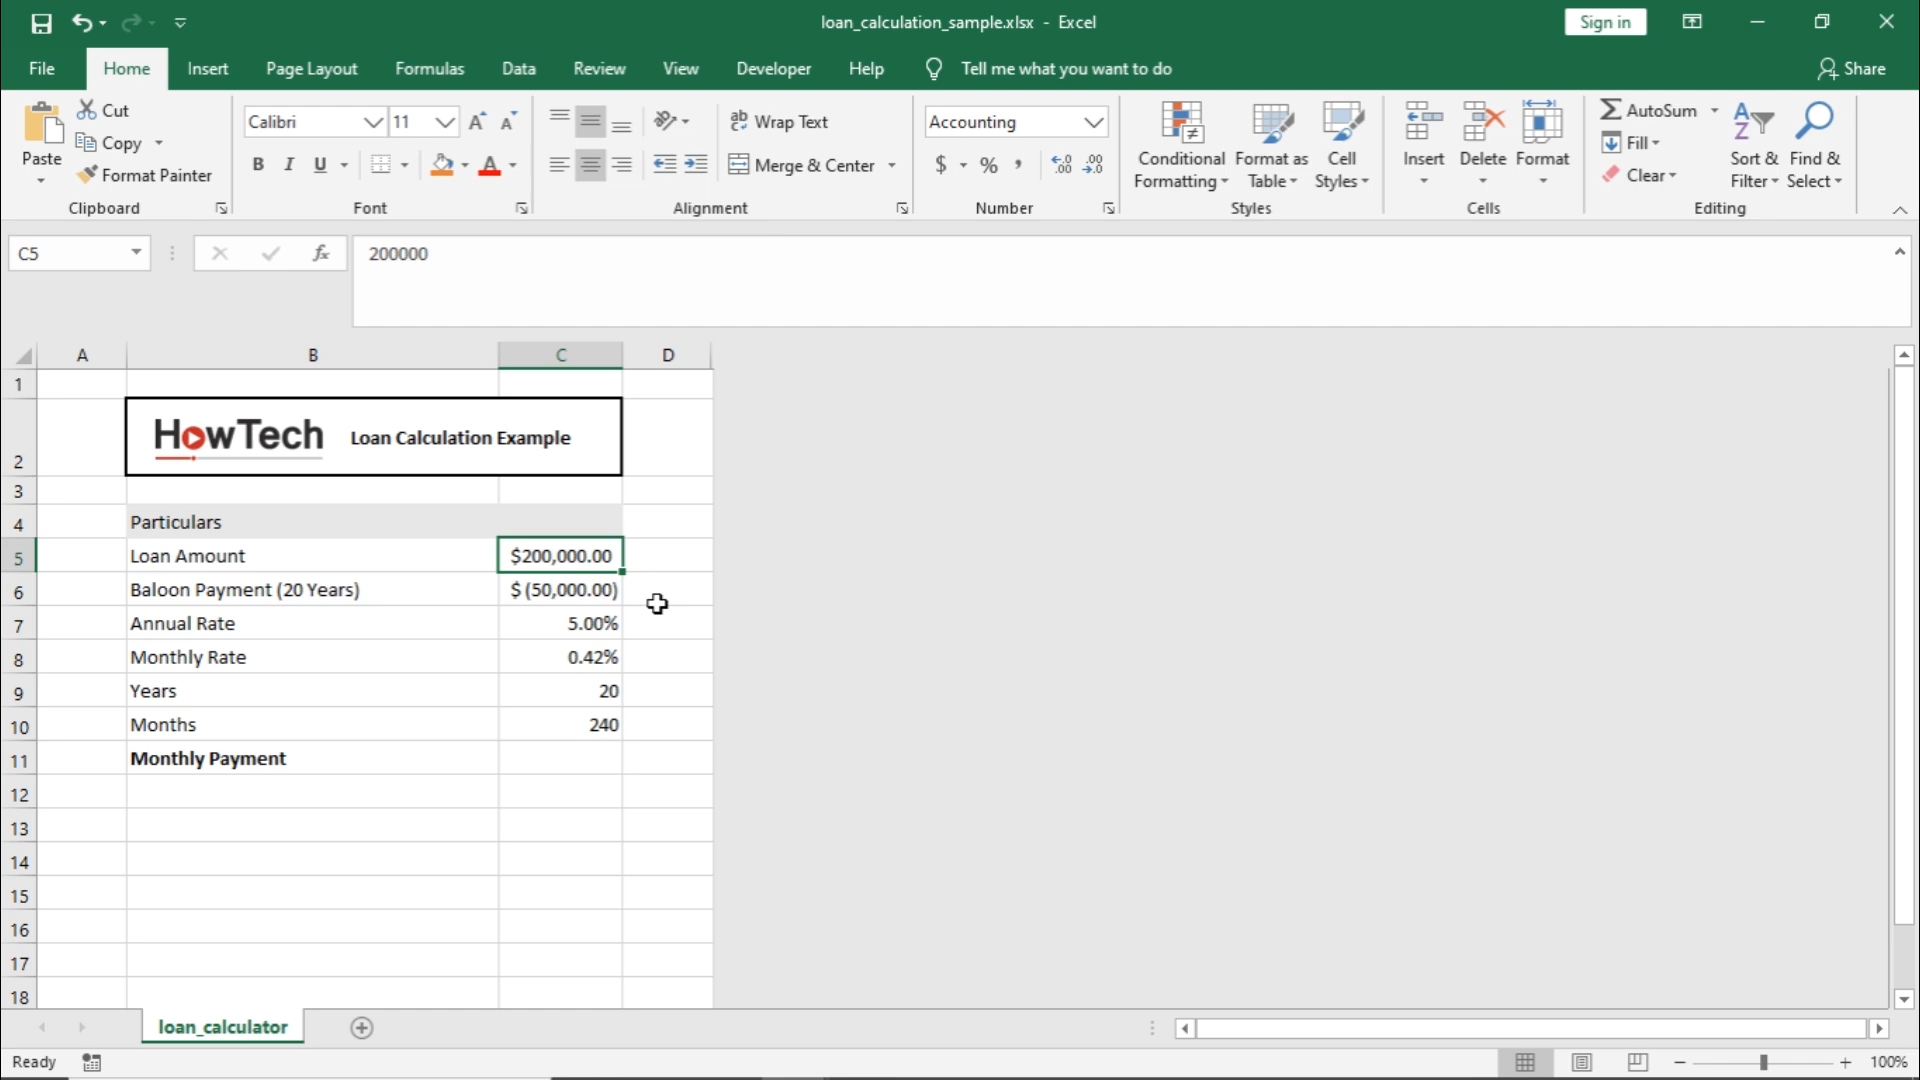 loan_calculation_sample.xlsx - Excel
Sign in
File Home Insert Page Layout Formulas Data Review View Developer Help Tell me what you want to do Share
Paste
Cut
Copy
Format Painter
Clipboard
Calibri 11 A A
B I U A
Font
ab Wrap Text
Merge & Center
Alignment
Accounting
$ % , .00 .00
Number
Conditional Formatting
Format as Table
Cell Styles
Styles
Insert Delete Format
Cells
AutoSum
Fill
Clear
Sort & Filter
Find & Select
Editing
C5 fx 200000
A B C D
1
2 HowTech Loan Calculation Example
3
4 Particulars
5 Loan Amount $200,000.00
6 Baloon Payment (20 Years) $ (50,000.00)
7 Annual Rate 5.00%
8 Monthly Rate 0.42%
9 Years 20
10 Months 240
11 Monthly Payment
12
13
14
15
16
17
18
loan_calculator
Ready 100%